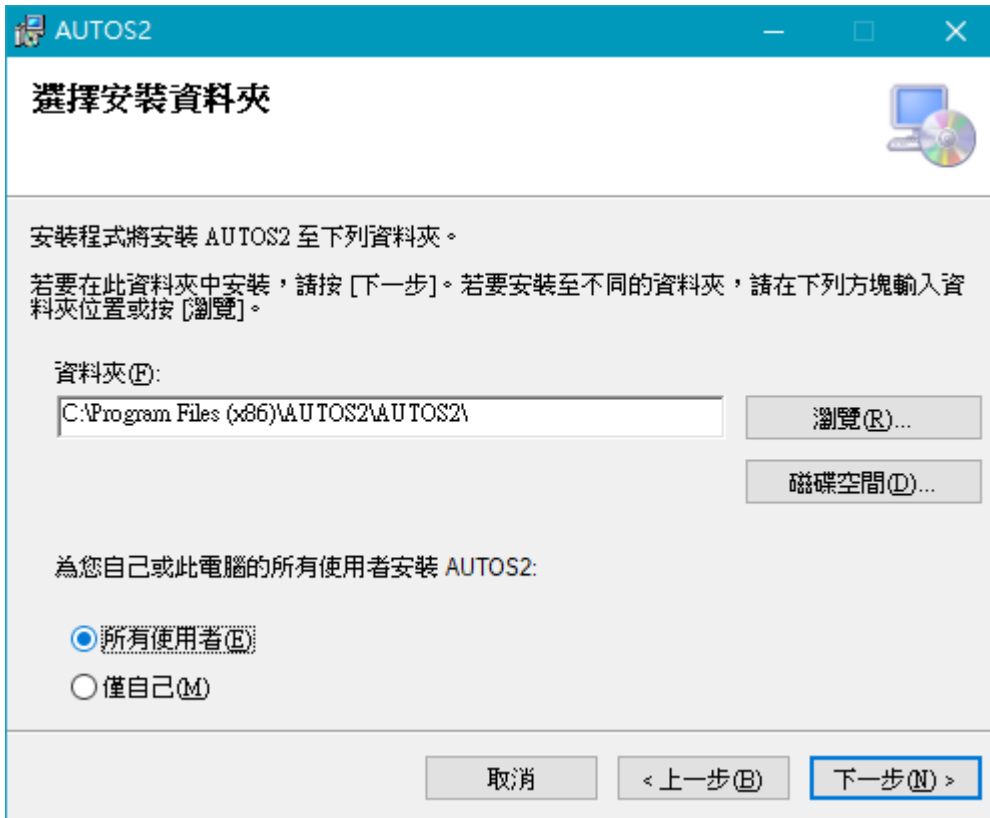 AUTOS2
選擇安裝資料夾
安裝程式將安裝 AUTOS2 至下列資料夾。
若要在此資料夾中安裝，請按 [下一步]。若要安裝至不同的資料夾，請在下列方塊輸入資
料夾位置或按 [瀏覽]。
資料夾(F):
C:\Program Files (x86)\AUTOS2\AUTOS2\
瀏覽(R)...
磁碟空間(D)...
為您自己或此電腦的所有使用者安裝 AUTOS2:
所有使用者(E)
僅自己(M)
取消
<上一步(B)
下一步(N) >